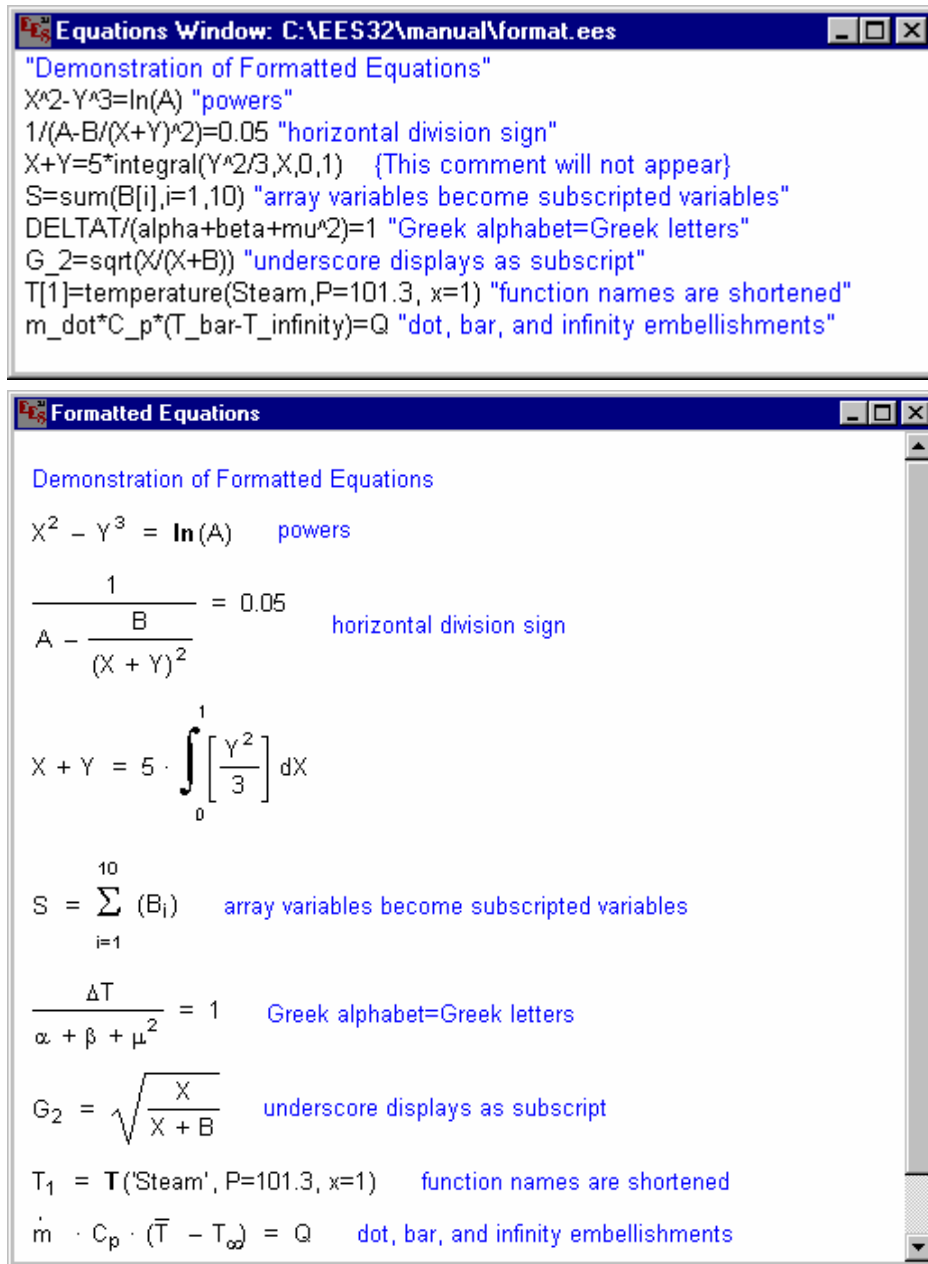 EES Equations Window: C:\EES32\manual\format.ees
"Demonstration of Formatted Equations"
X^2-Y^3=ln(A) "powers"
1/(A-B/(X+Y)^2)=0.05 "horizontal division sign"
X+Y=5*integral(Y^2/3,X,0,1) {This comment will not appear}
S=sum(B[i],i=1,10) "array variables become subscripted variables"
DELTAT/(alpha+beta+mu^2)=1 "Greek alphabet=Greek letters"
G_2=sqrt(X/(X+B)) "underscore displays as subscript"
T[1]=temperature(Steam,P=101.3, x=1) "function names are shortened"
m_dot*C_p*(T_bar-T_infinity)=Q "dot, bar, and infinity embellishments"
EES Formatted Equations
Demonstration of Formatted Equations
X² − Y³ = ln(A) powers
1 / (A − B / (X + Y)²) = 0.05 horizontal division sign
X + Y = 5 · ∫₀¹ [Y²/3] dX
S = Σ_{i=1}^{10} (Bᵢ) array variables become subscripted variables
ΔT / (α + β + μ²) = 1 Greek alphabet=Greek letters
G₂ = √(X / (X + B)) underscore displays as subscript
T₁ = T('Steam', P=101.3, x=1) function names are shortened
ṁ · Cₚ · (T̅ − T_∞) = Q dot, bar, and infinity embellishments